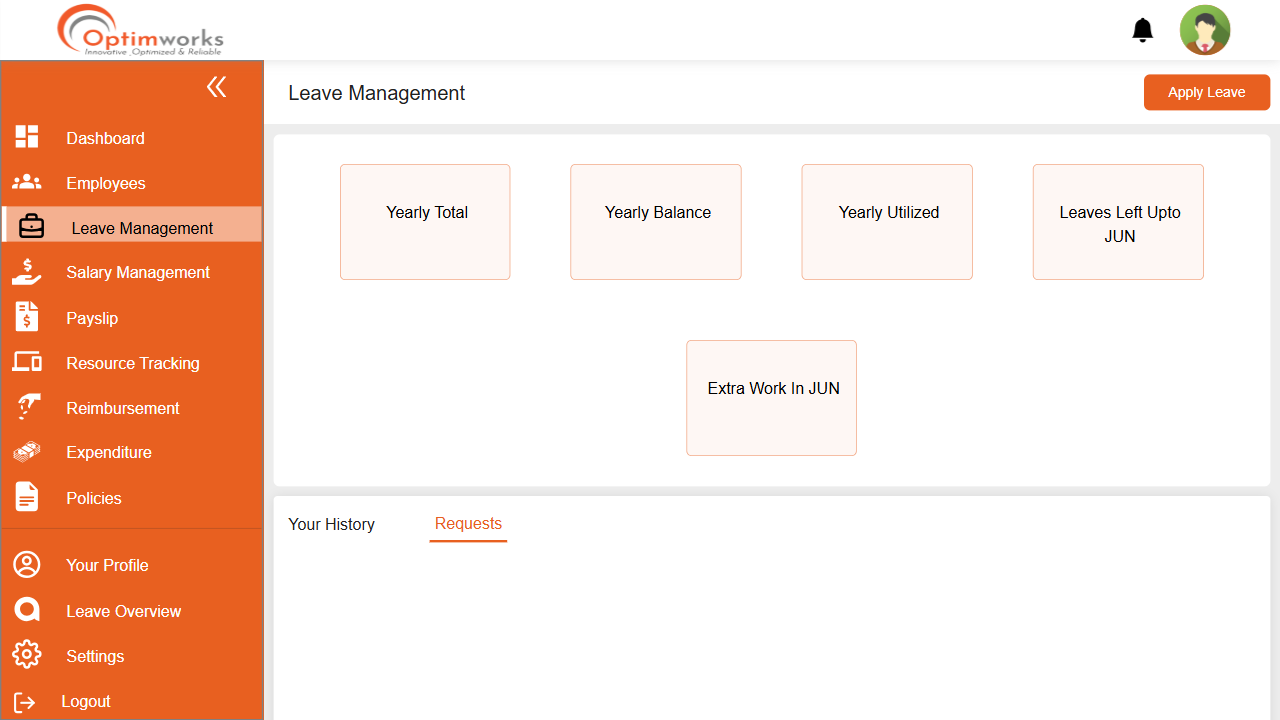 Optimworks
Innovative ,Optimized & Reliable
Leave Management
Apply Leave
Dashboard
Employees
Leave Management
Salary Management
Payslip
Resource Tracking
Reimbursement
Expenditure
Policies
Your Profile
Leave Overview
Settings
Logout
Yearly Total
Yearly Balance
Yearly Utilized
Leaves Left Upto
JUN
Extra Work In JUN
Your History
Requests